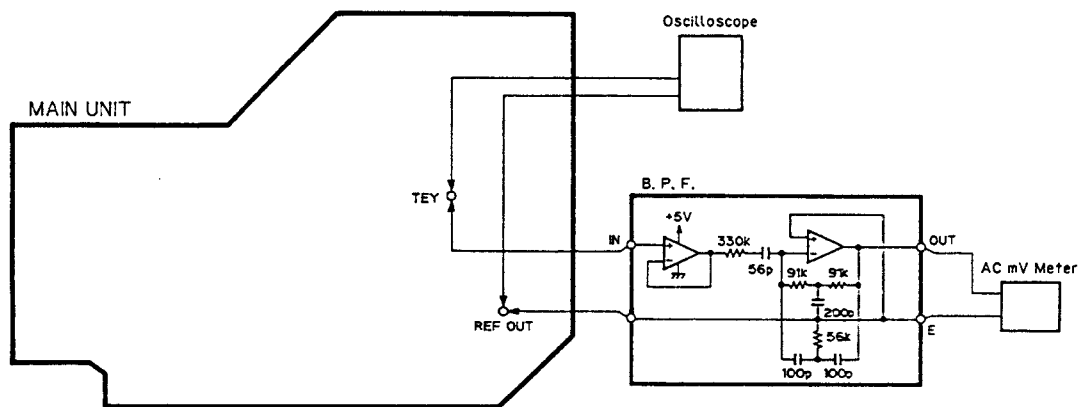 Oscilloscope
MAIN UNIT
TEY
REF OUT
B. P. F.
+5V
IN
330k
56p
OUT
91k
91k
200p
56k
100p
100p
E
AC mV Meter